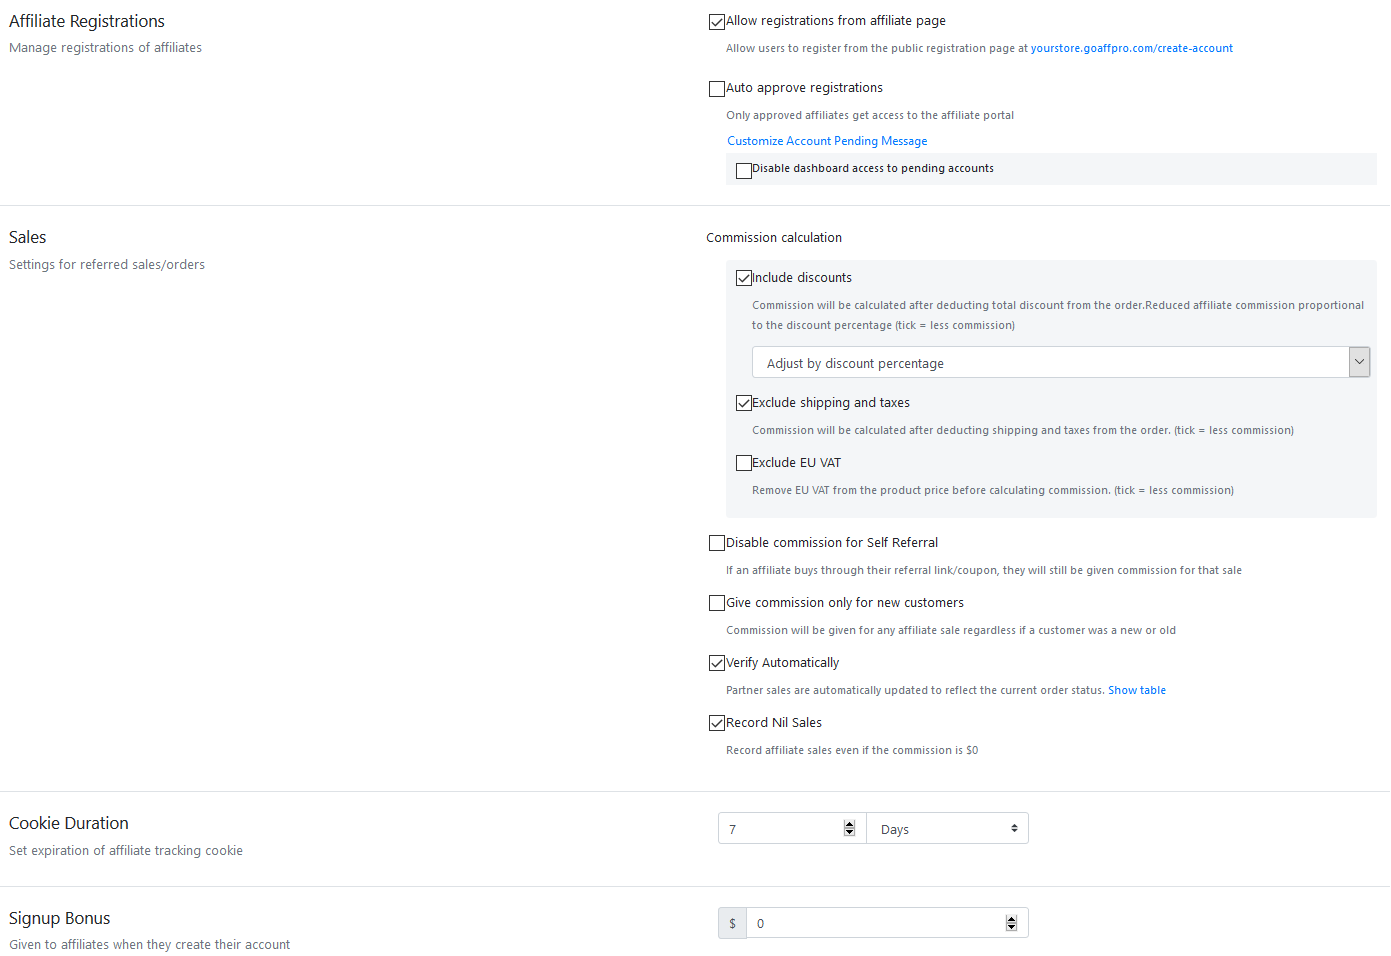 Affiliate Registrations
Manage registrations of affiliates
Allow registrations from affiliate page
Allow users to register from the public registration page at yourstore.goaffpro.com/create-account
Auto approve registrations
Only approved affiliates get access to the affiliate portal
Customize Account Pending Message
Disable dashboard access to pending accounts
Sales
Settings for referred sales/orders
Commission calculation
Include discounts
Commission will be calculated after deducting total discount from the order.Reduced affiliate commission proportional
to the discount percentage (tick = less commission)
Adjust by discount percentage
Exclude shipping and taxes
Commission will be calculated after deducting shipping and taxes from the order. (tick = less commission)
Exclude EU VAT
Remove EU VAT from the product price before calculating commission. (tick = less commission)
Disable commission for Self Referral
If an affiliate buys through their referral link/coupon, they will still be given commission for that sale
Give commission only for new customers
Commission will be given for any affiliate sale regardless if a customer was a new or old
Verify Automatically
Partner sales are automatically updated to reflect the current order status. Show table
Record Nil Sales
Record affiliate sales even if the commission is $0
Cookie Duration
Set expiration of affiliate tracking cookie
7 Days
Signup Bonus
Given to affiliates when they create their account
$ 0